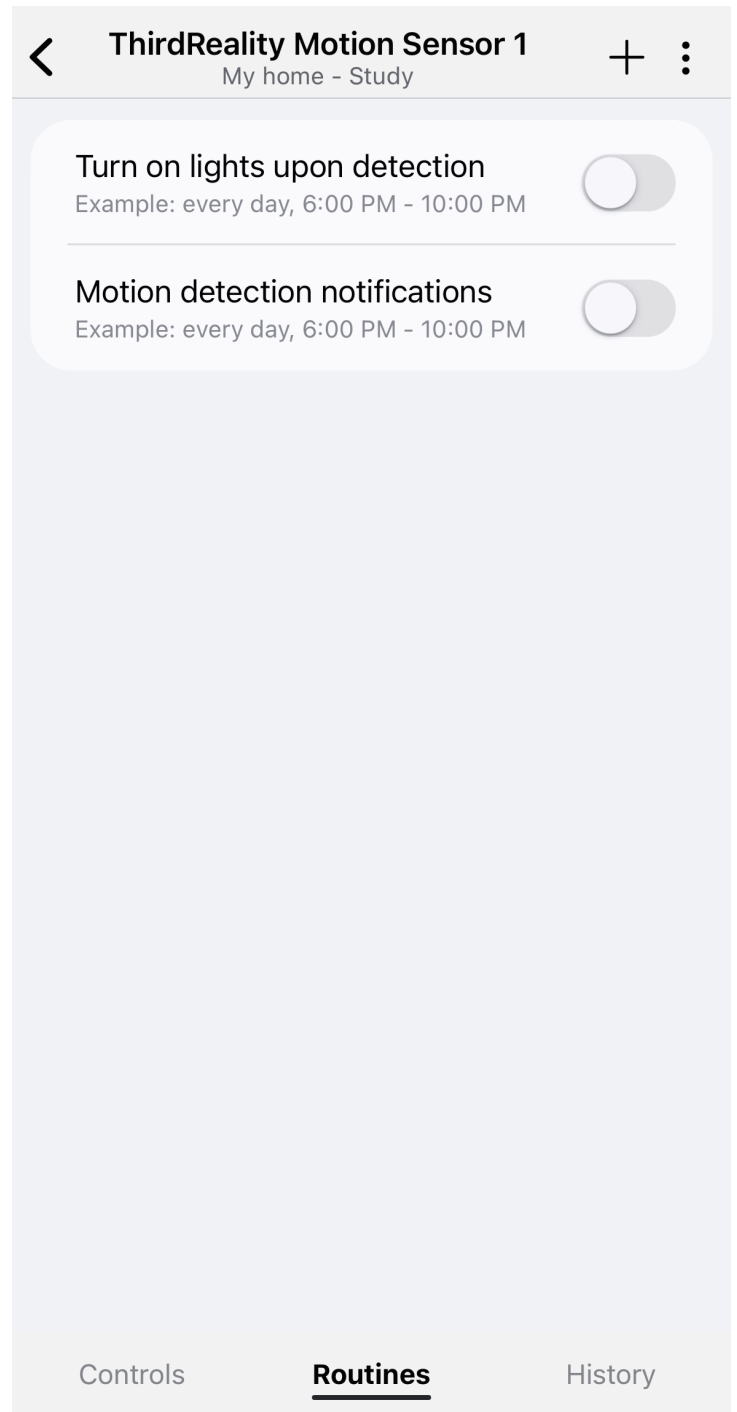 ThirdReality Motion Sensor 1
My home - Study
Turn on lights upon detection
Example: every day, 6:00 PM - 10:00 PM
Motion detection notifications
Example: every day, 6:00 PM - 10:00 PM
Controls
Routines
History